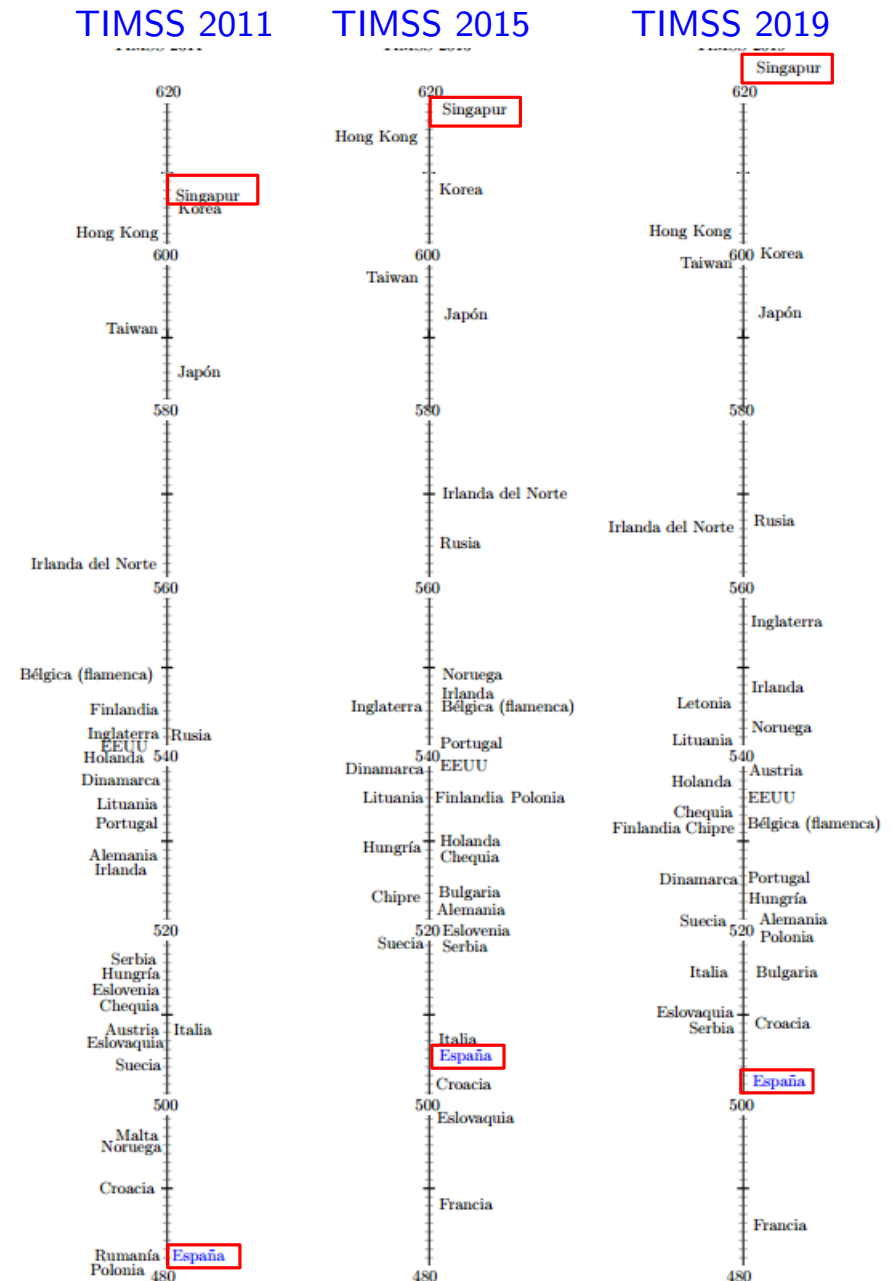 TIMSS 2011 TIMSS 2015 TIMSS 2019
620
Singapur
Korea
Hong Kong
600
Taiwan
Japón
580
Irlanda del Norte
560
Bélgica (flamenca)
Finlandia
Inglaterra Rusia
EEUU
Holanda 540
Dinamarca
Lituania
Portugal
Alemania
Irlanda
520
Serbia
Hungría
Eslovenia
Chequia
Austria Italia
Eslovaquia
Suecia
500
Malta
Noruega
Croacia
Rumanía España
Polonia 480
620
Singapur
Hong Kong
Korea
600
Taiwan
Japón
580
Irlanda del Norte
Rusia
560
Noruega
Irlanda
Inglaterra Bélgica (flamenca)
Portugal
540
Dinamarca EEUU
Lituania Finlandia Polonia
Hungría Holanda
Chequia
Chipre Bulgaria
Alemania
520 Eslovenia
Suecia Serbia
Italia
España
Croacia
500
Eslovaquia
Francia
480
Singapur
620
Hong Kong
600 Korea
Taiwan
Japón
580
Irlanda del Norte Rusia
560
Inglaterra
Irlanda
Letonia
Noruega
Lituania
540
Austria
Holanda
EEUU
Chequia
Finlandia Chipre Bélgica (flamenca)
Dinamarca Portugal
Hungría
Suecia Alemania
520 Polonia
Italia Bulgaria
Eslovaquia
Serbia Croacia
España
500
Francia
480